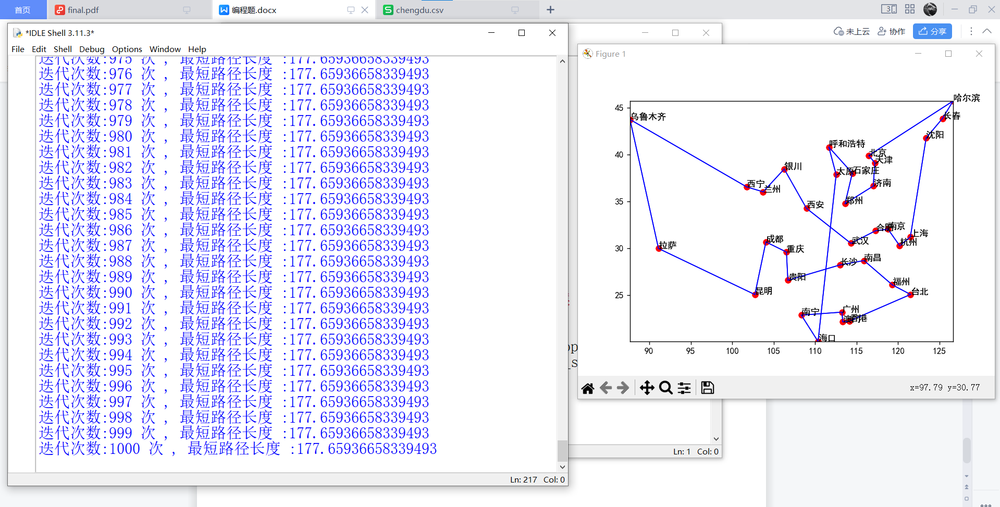 首页
final.pdf
编程题.docx
chengdu.csv
未上云
协作
分享
*IDLE Shell 3.11.3*
File Edit Shell Debug Options Window Help
迭代次数:975 次 , 最短路径长度 :177.65936658339493
迭代次数:976 次 , 最短路径长度 :177.65936658339493
迭代次数:977 次 , 最短路径长度 :177.65936658339493
迭代次数:978 次 , 最短路径长度 :177.65936658339493
迭代次数:979 次 , 最短路径长度 :177.65936658339493
迭代次数:980 次 , 最短路径长度 :177.65936658339493
迭代次数:981 次 , 最短路径长度 :177.65936658339493
迭代次数:982 次 , 最短路径长度 :177.65936658339493
迭代次数:983 次 , 最短路径长度 :177.65936658339493
迭代次数:984 次 , 最短路径长度 :177.65936658339493
迭代次数:985 次 , 最短路径长度 :177.65936658339493
迭代次数:986 次 , 最短路径长度 :177.65936658339493
迭代次数:987 次 , 最短路径长度 :177.65936658339493
迭代次数:988 次 , 最短路径长度 :177.65936658339493
迭代次数:989 次 , 最短路径长度 :177.65936658339493
迭代次数:990 次 , 最短路径长度 :177.65936658339493
迭代次数:991 次 , 最短路径长度 :177.65936658339493
迭代次数:992 次 , 最短路径长度 :177.65936658339493
迭代次数:993 次 , 最短路径长度 :177.65936658339493
迭代次数:994 次 , 最短路径长度 :177.65936658339493
迭代次数:995 次 , 最短路径长度 :177.65936658339493
迭代次数:996 次 , 最短路径长度 :177.65936658339493
迭代次数:997 次 , 最短路径长度 :177.65936658339493
迭代次数:998 次 , 最短路径长度 :177.65936658339493
迭代次数:999 次 , 最短路径长度 :177.65936658339493
迭代次数:1000 次 , 最短路径长度 :177.65936658339493
Ln: 217 Col: 0
op
_S
Ln: 1 Col: 0
Figure 1
哈尔滨
45
乌鲁木齐
长春
沈阳
呼和浩特
40
北京
天津
银川
太原
石家庄
西宁
兰州
济南
35
西安
郑州
合肥
南京
上海
30
拉萨
成都
重庆
武汉
杭州
长沙
南昌
贵阳
福州
25
昆明
台北
南宁
广州
澳门
香港
海口
90 95 100 105 110 115 120 125
x=97.79 y=30.77